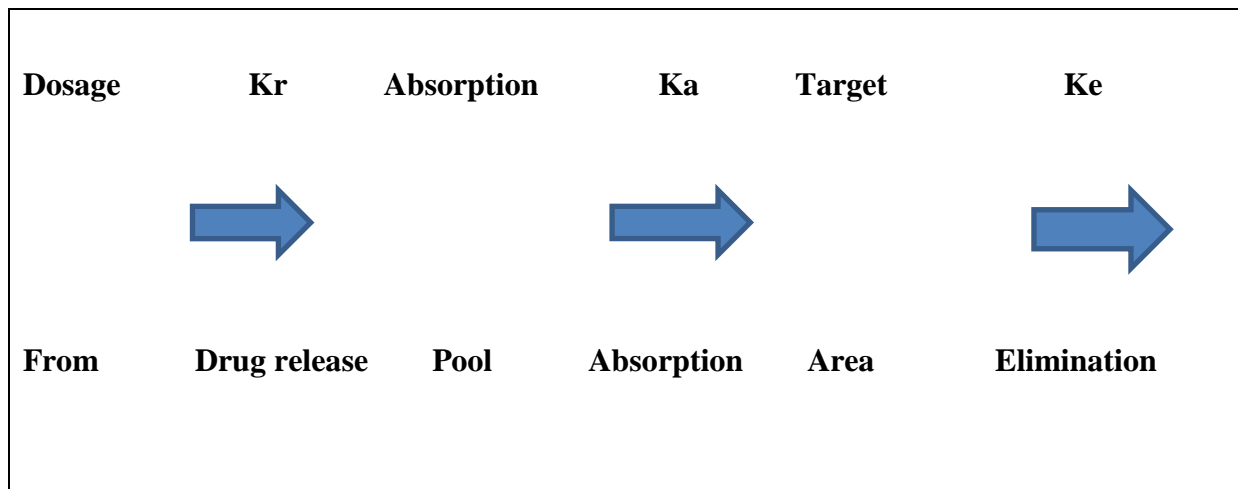 Dosage Kr Absorption Ka Target Ke
From Drug release Pool Absorption Area Elimination